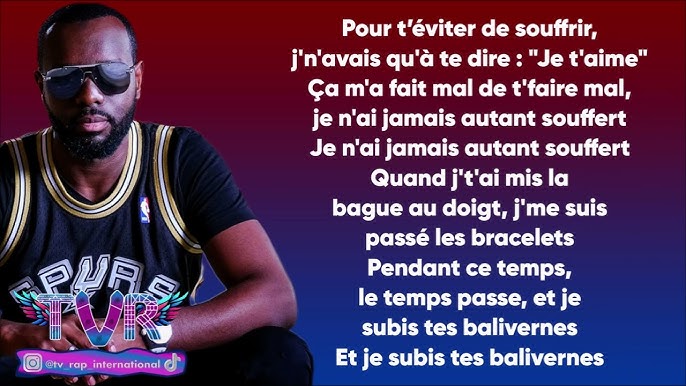 Pour t’éviter de souffrir,
j'n'avais qu'à te dire : "Je t'aime"
Ça m'a fait mal de t'faire mal,
je n'ai jamais autant souffert
Je n'ai jamais autant souffert
Quand j't'ai mis la
bague au doigt, j'me suis
passé les bracelets
Pendant ce temps,
le temps passe, et je
subis tes balivernes
Et je subis tes balivernes
SPURS
TVR
@tv_rap_international